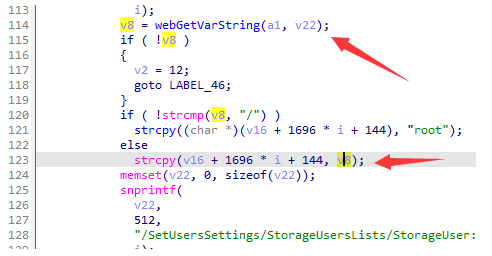 113 i);
114 v8 = webGetVarString(a1, v22);
115 if ( !v8 )
116 {
117 v2 = 12;
118 goto LABEL_46;
119 }
120 if ( !strcmp(v8, "/") )
121 strcpy((char *)(v16 + 1696 * i + 144), "root");
122 else
123 strcpy(v16 + 1696 * i + 144, v8);
124 memset(v22, 0, sizeof(v22));
125 snprintf(
126 v22,
127 512,
128 "/SetUsersSettings/StorageUsersLists/StorageUser:
129 i);